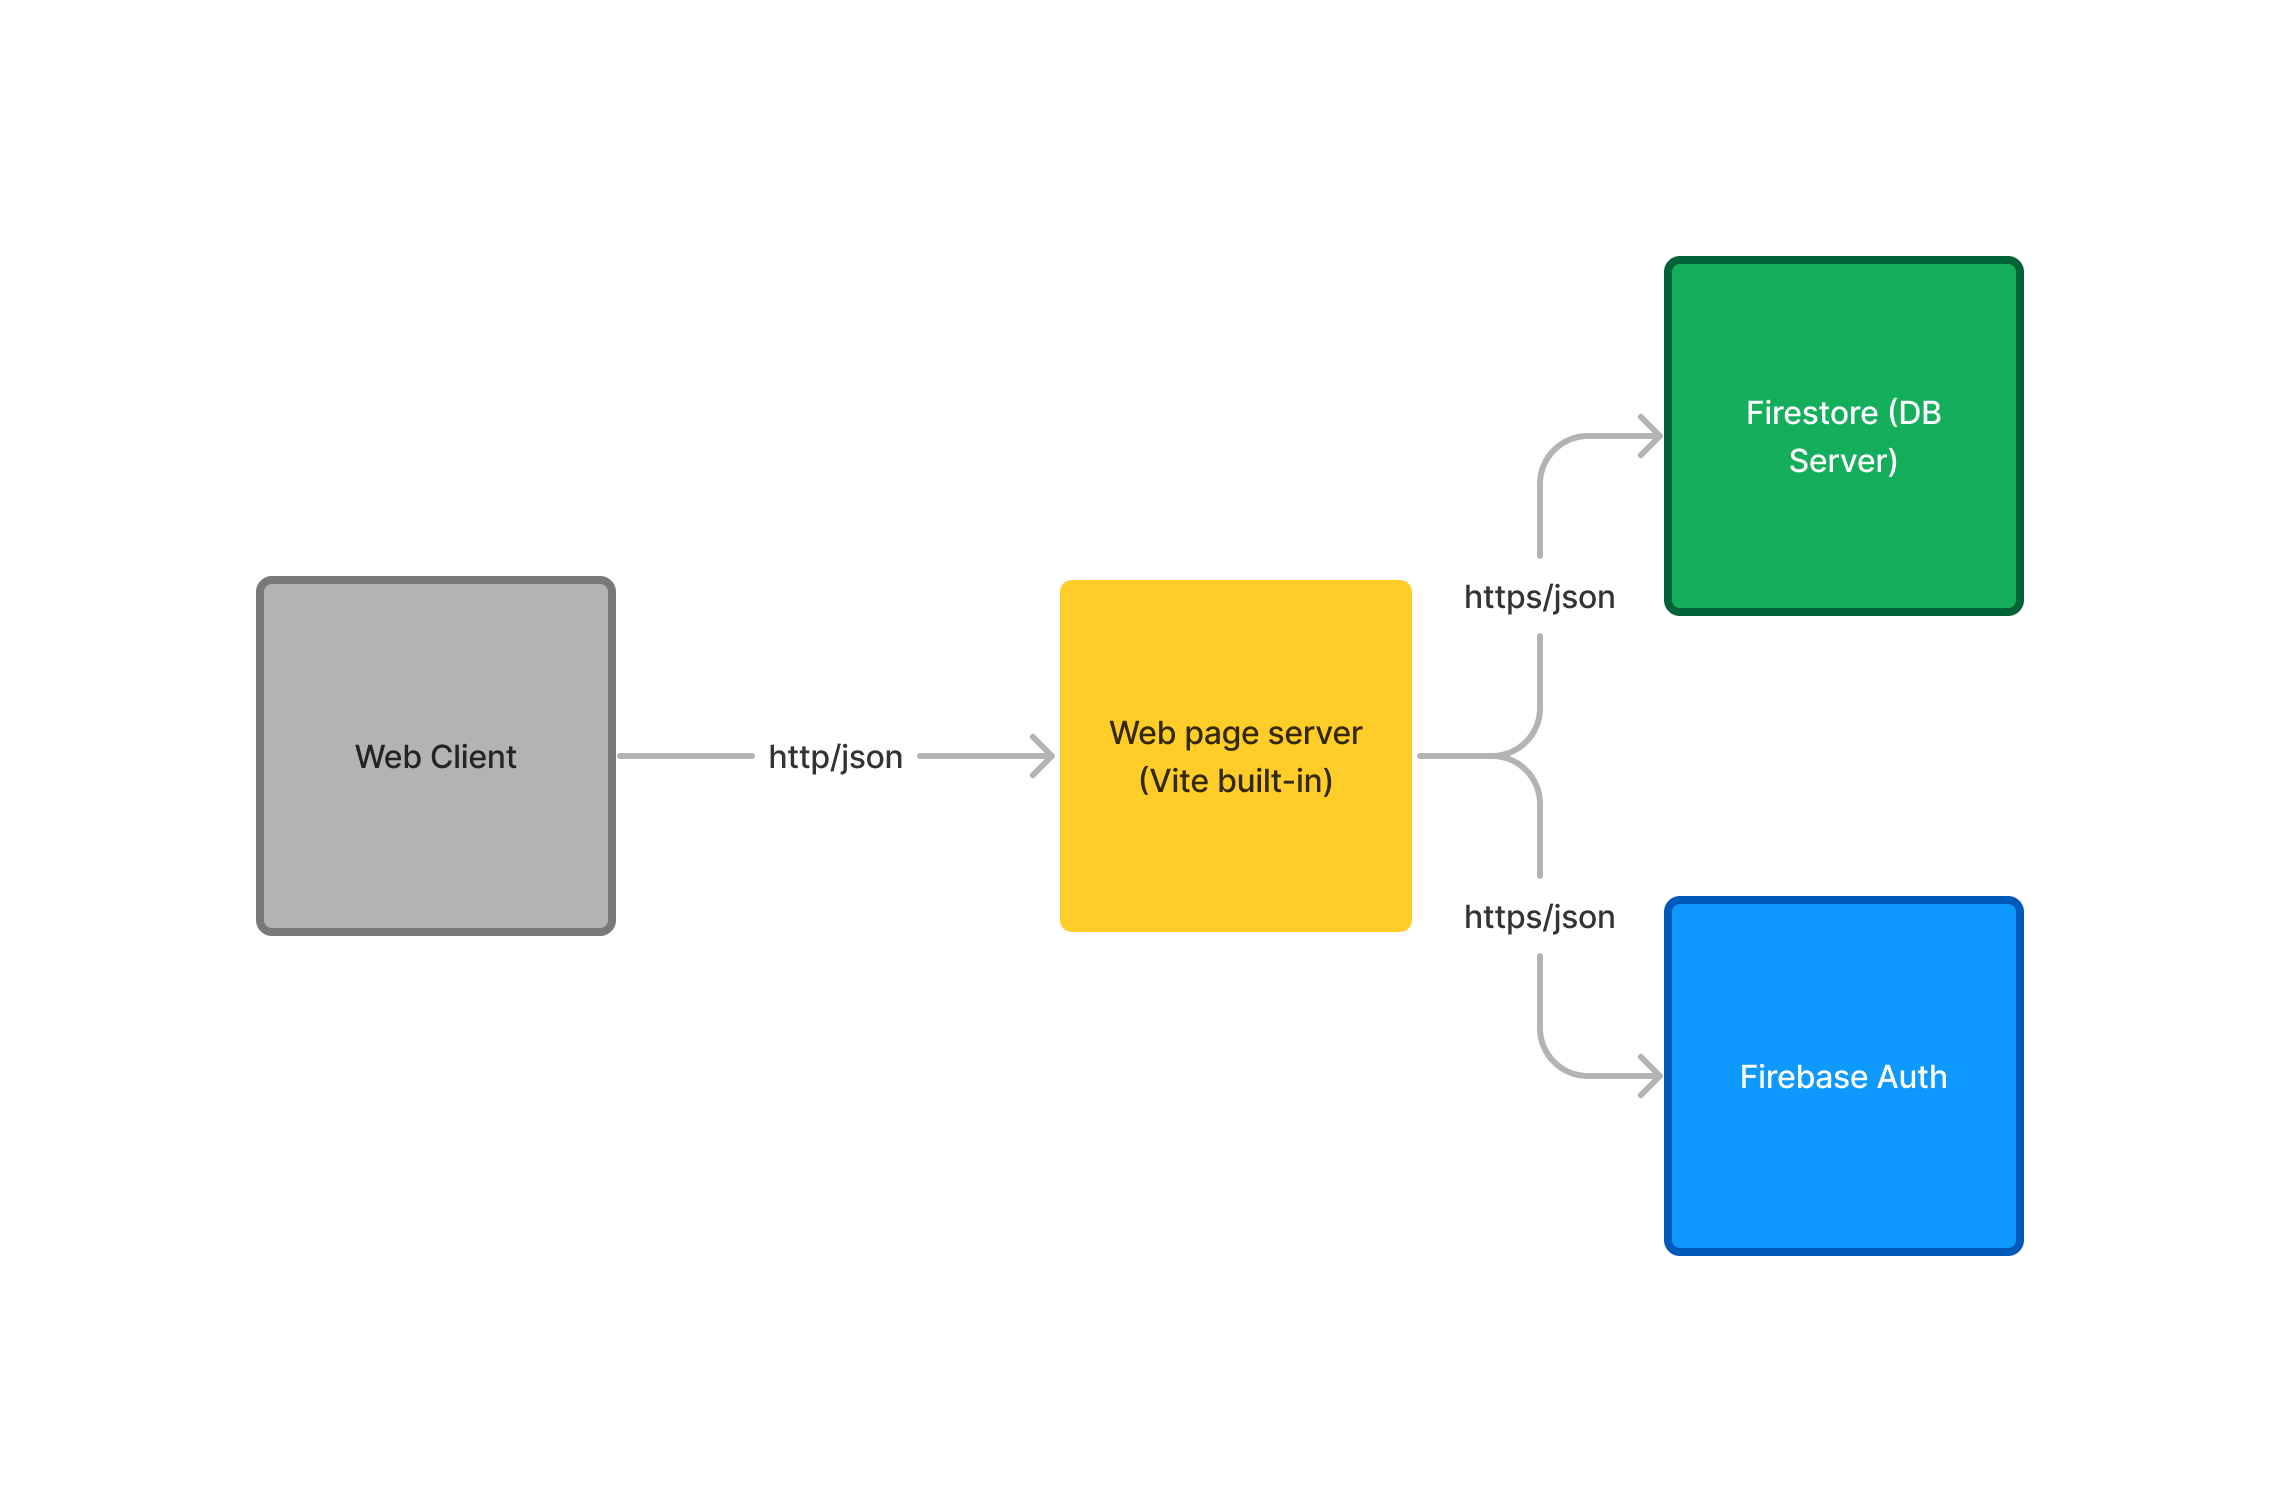 Web Client
http/json
Web page server
(Vite built-in)
https/json
Firestore (DB
Server)
https/json
Firebase Auth